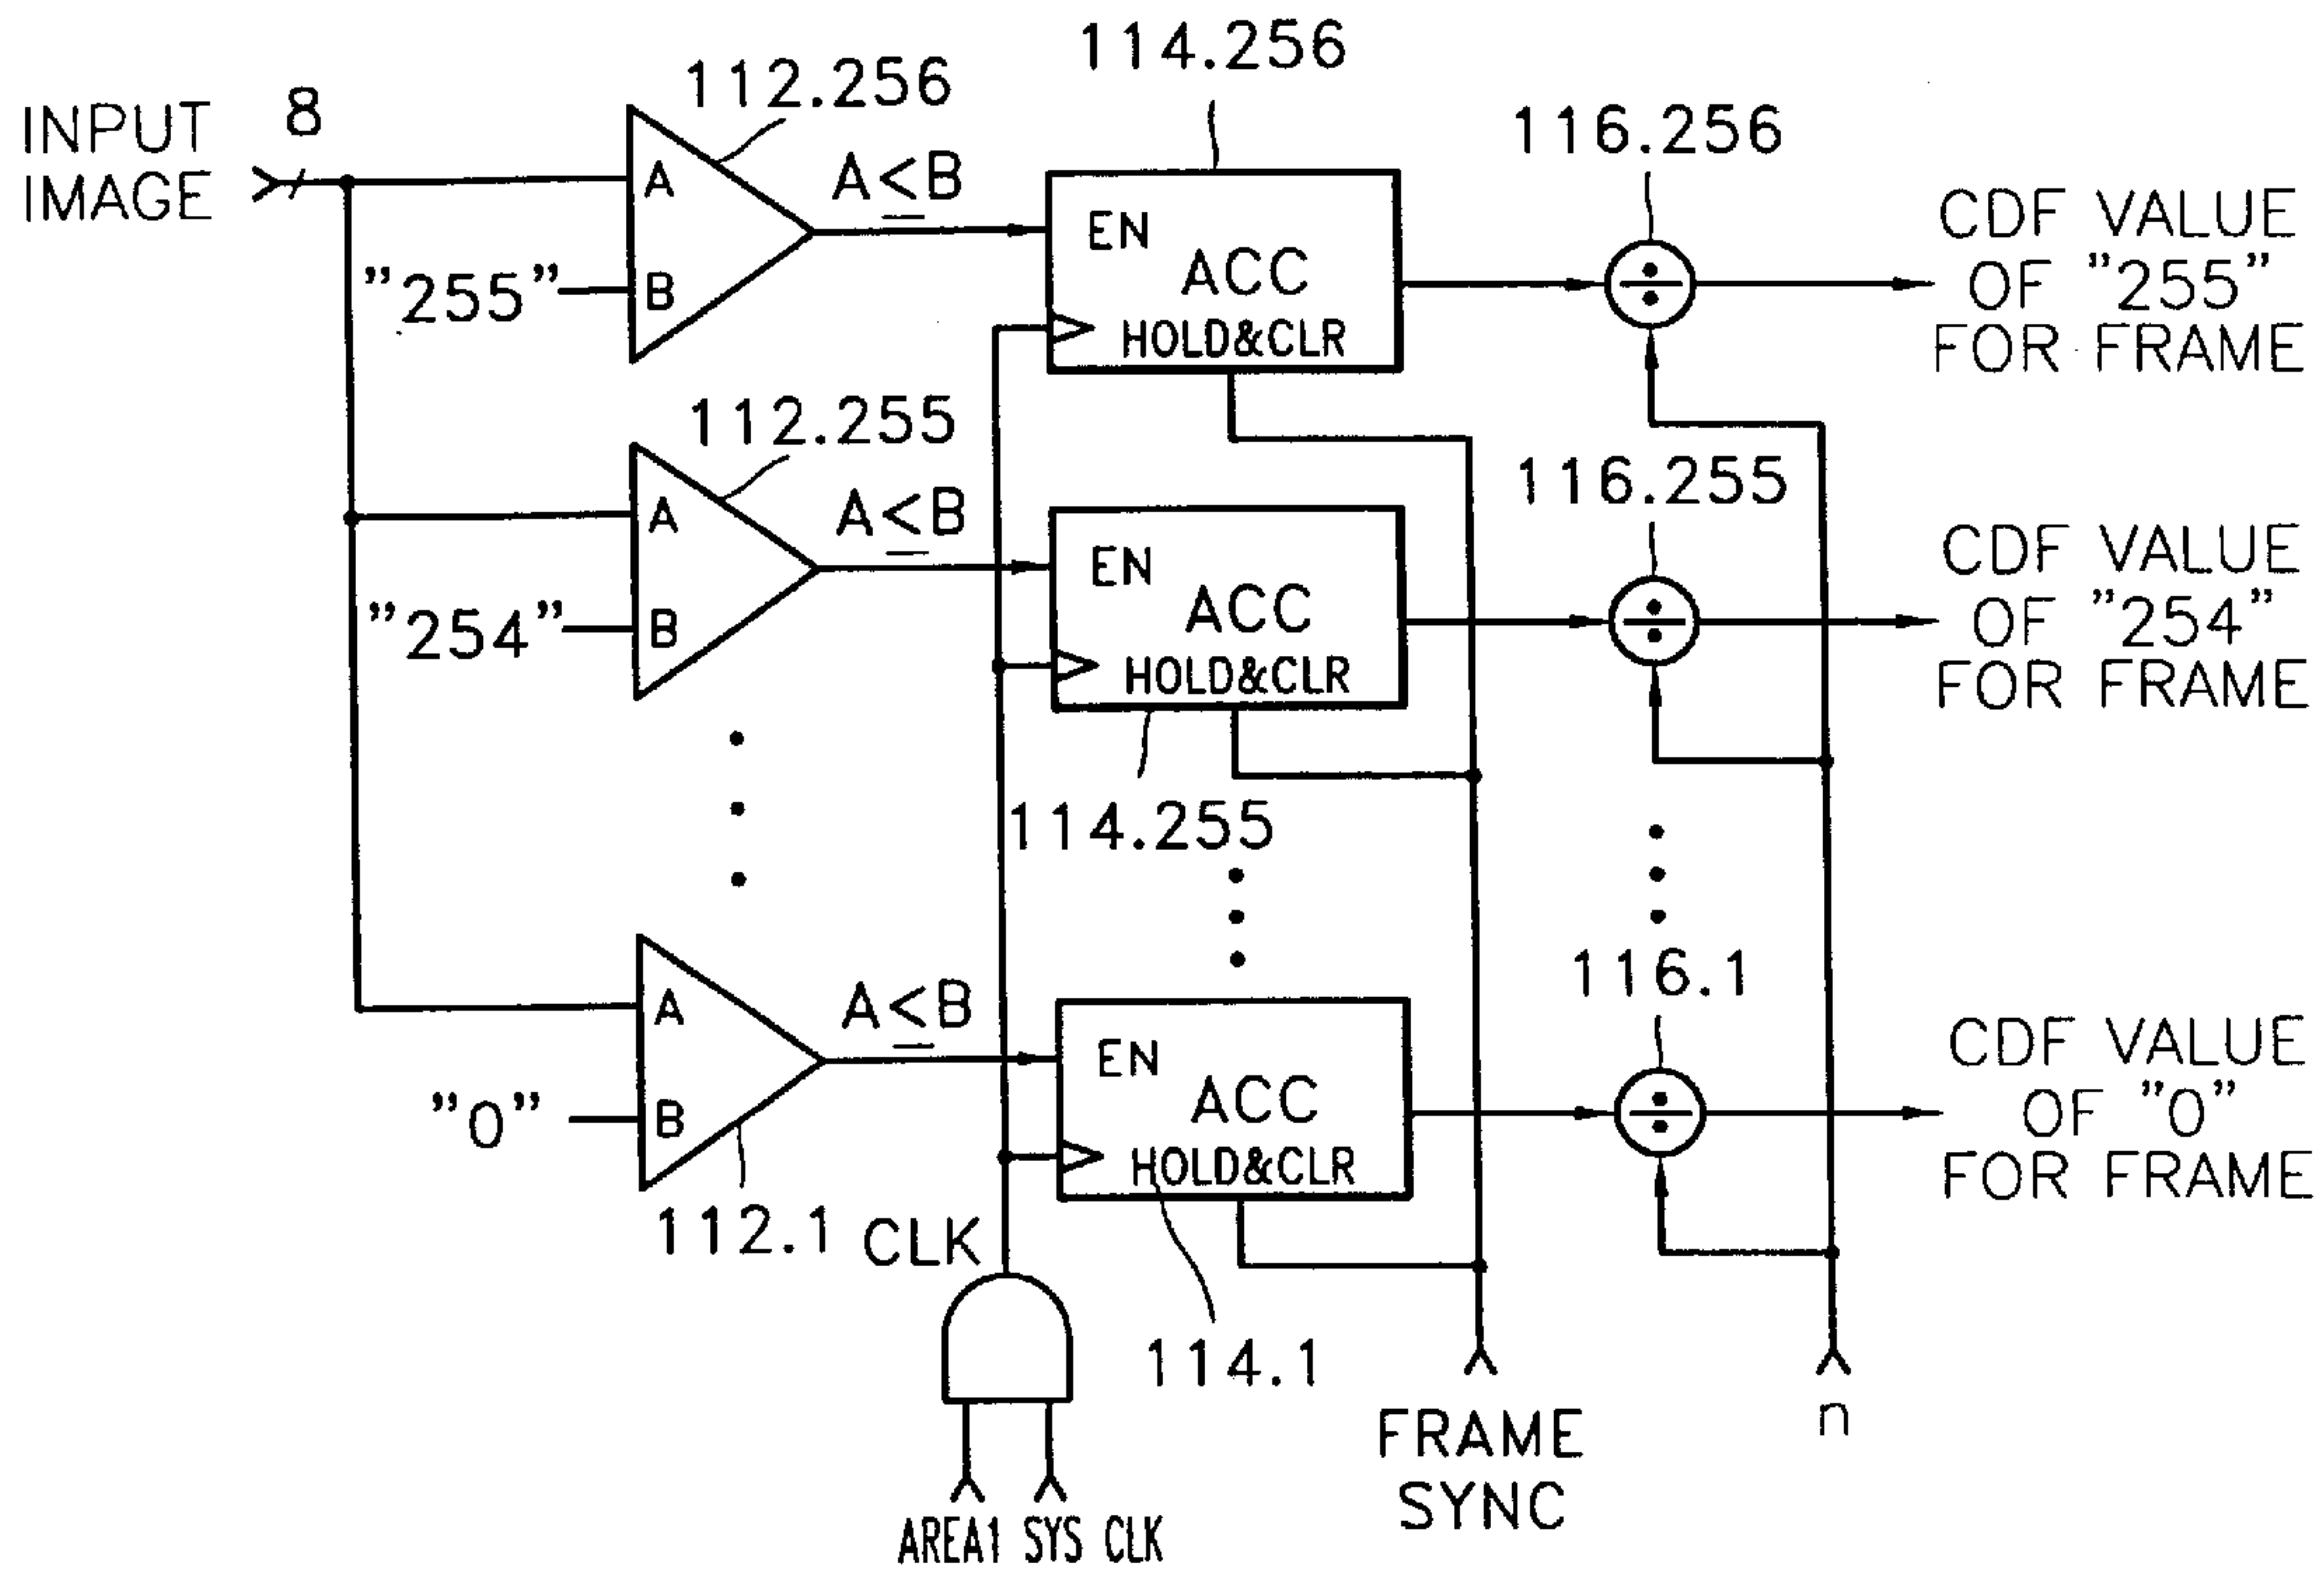 114.256
112.256
116.256
INPUT
IMAGE
8
A
A≤B
"255"
B
EN
ACC
HOLD&CLR
÷
CDF VALUE
OF "255"
FOR FRAME
112.255
116.255
A
A≤B
"254"
B
EN
ACC
HOLD&CLR
÷
CDF VALUE
OF "254"
FOR FRAME
114.255
116.1
A
A≤B
"0"
B
EN
ACC
HOLD&CLR
÷
CDF VALUE
OF "0"
FOR FRAME
112.1
CLK
114.1
FRAME
SYNC
n
AREA1 SYS CLK